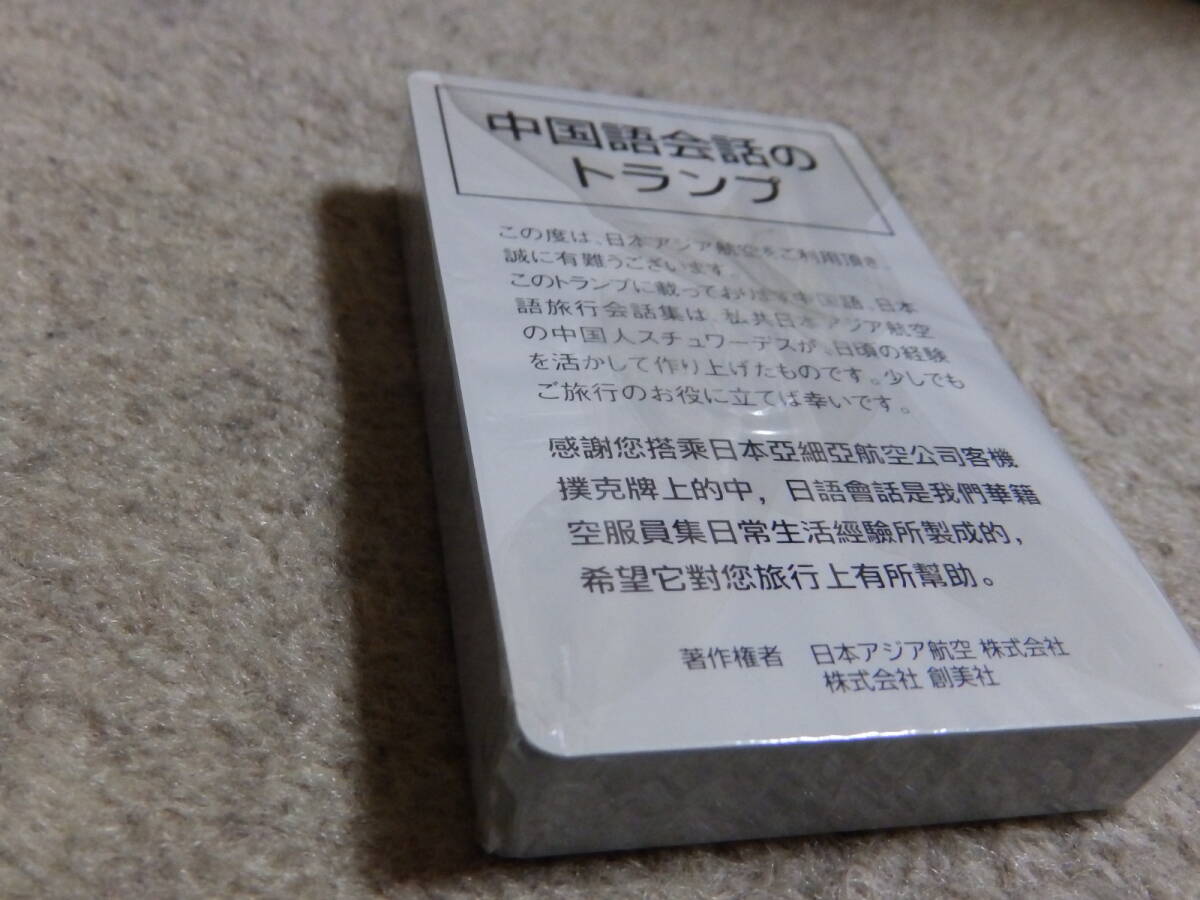 中国語会話の
トランプ
この度は、日本アジア航空をご利用頂き、
誠に有難うございます。
このトランプに載っております中国語、日本
語旅行会話集は、私共日本アジア航空
の中国人スチュワーデスが、日頃の経験
を活かして作り上げたものです。少しでも
ご旅行のお役に立てば幸いです。
感謝您搭乘日本亞細亞航空公司客機
撲克牌上的中，日語會話是我們華籍
空服員集日常生活經驗所製成的，
希望它對您旅行上有所幫助。
著作権者 日本アジア航空 株式会社
株式会社 創美社